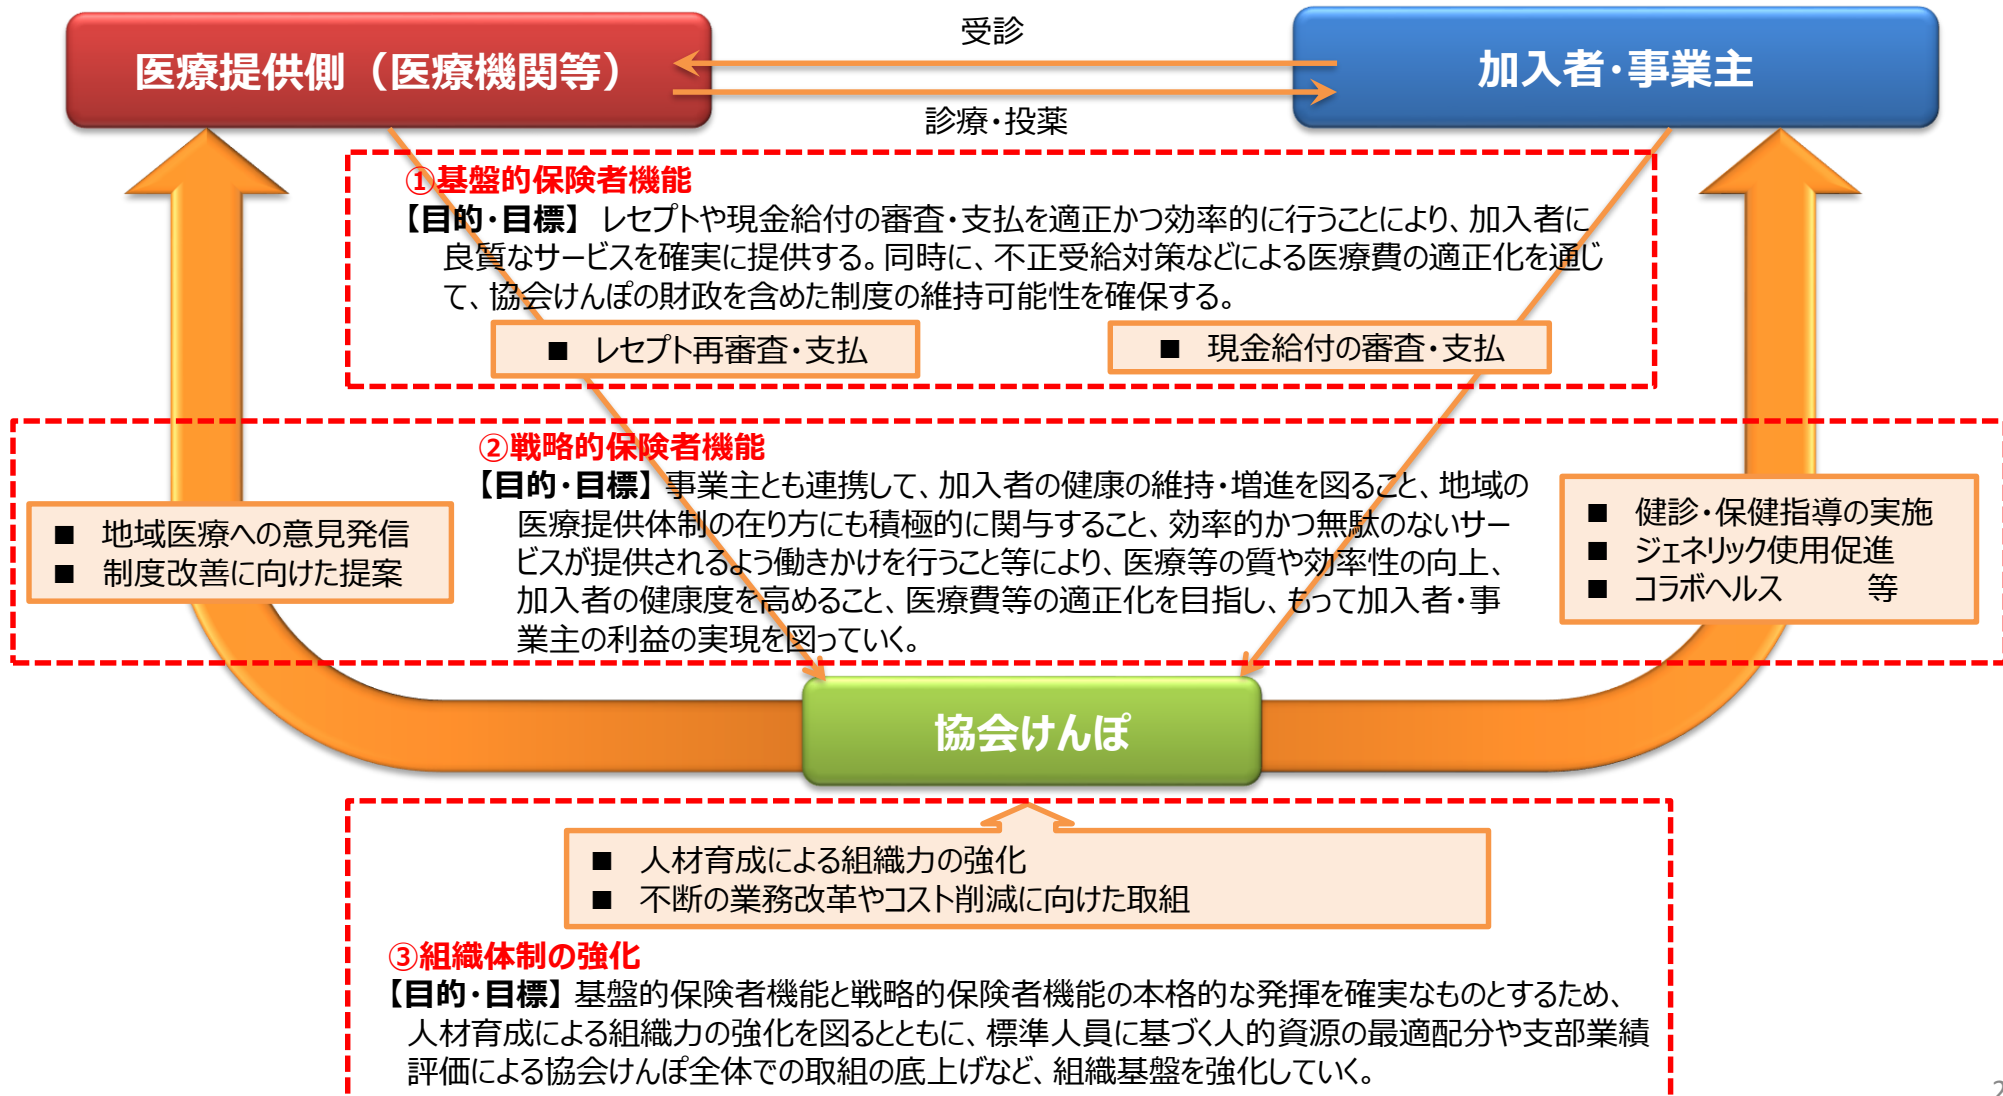 医療提供側（医療機関等）
受診
加入者・事業主
診療・投薬
①基盤的保険者機能
【目的・目標】 レセプトや現金給付の審査・支払を適正かつ効率的に行うことにより、加入者に
良質なサービスを確実に提供する。同時に、不正受給対策などによる医療費の適正化を通じ
て、協会けんぽの財政を含めた制度の維持可能性を確保する。
■ レセプト再審査・支払
■ 現金給付の審査・支払
②戦略的保険者機能
【目的・目標】 事業主とも連携して、加入者の健康の維持・増進を図ること、地域の
医療提供体制の在り方にも積極的に関与すること、効率的かつ無駄のないサー
ビスが提供されるよう働きかけを行うこと等により、医療等の質や効率性の向上、
加入者の健康度を高めること、医療費等の適正化を目指し、もって加入者・事
業主の利益の実現を図っていく。
■ 地域医療への意見発信
■ 制度改善に向けた提案
■ 健診・保健指導の実施
■ ジェネリック使用促進
■ コラボヘルス 等
協会けんぽ
■ 人材育成による組織力の強化
■ 不断の業務改革やコスト削減に向けた取組
③組織体制の強化
【目的・目標】 基盤的保険者機能と戦略的保険者機能の本格的な発揮を確実なものとするため、
人材育成による組織力の強化を図るとともに、標準人員に基づく人的資源の最適配分や支部業績
評価による協会けんぽ全体での取組の底上げなど、組織基盤を強化していく。